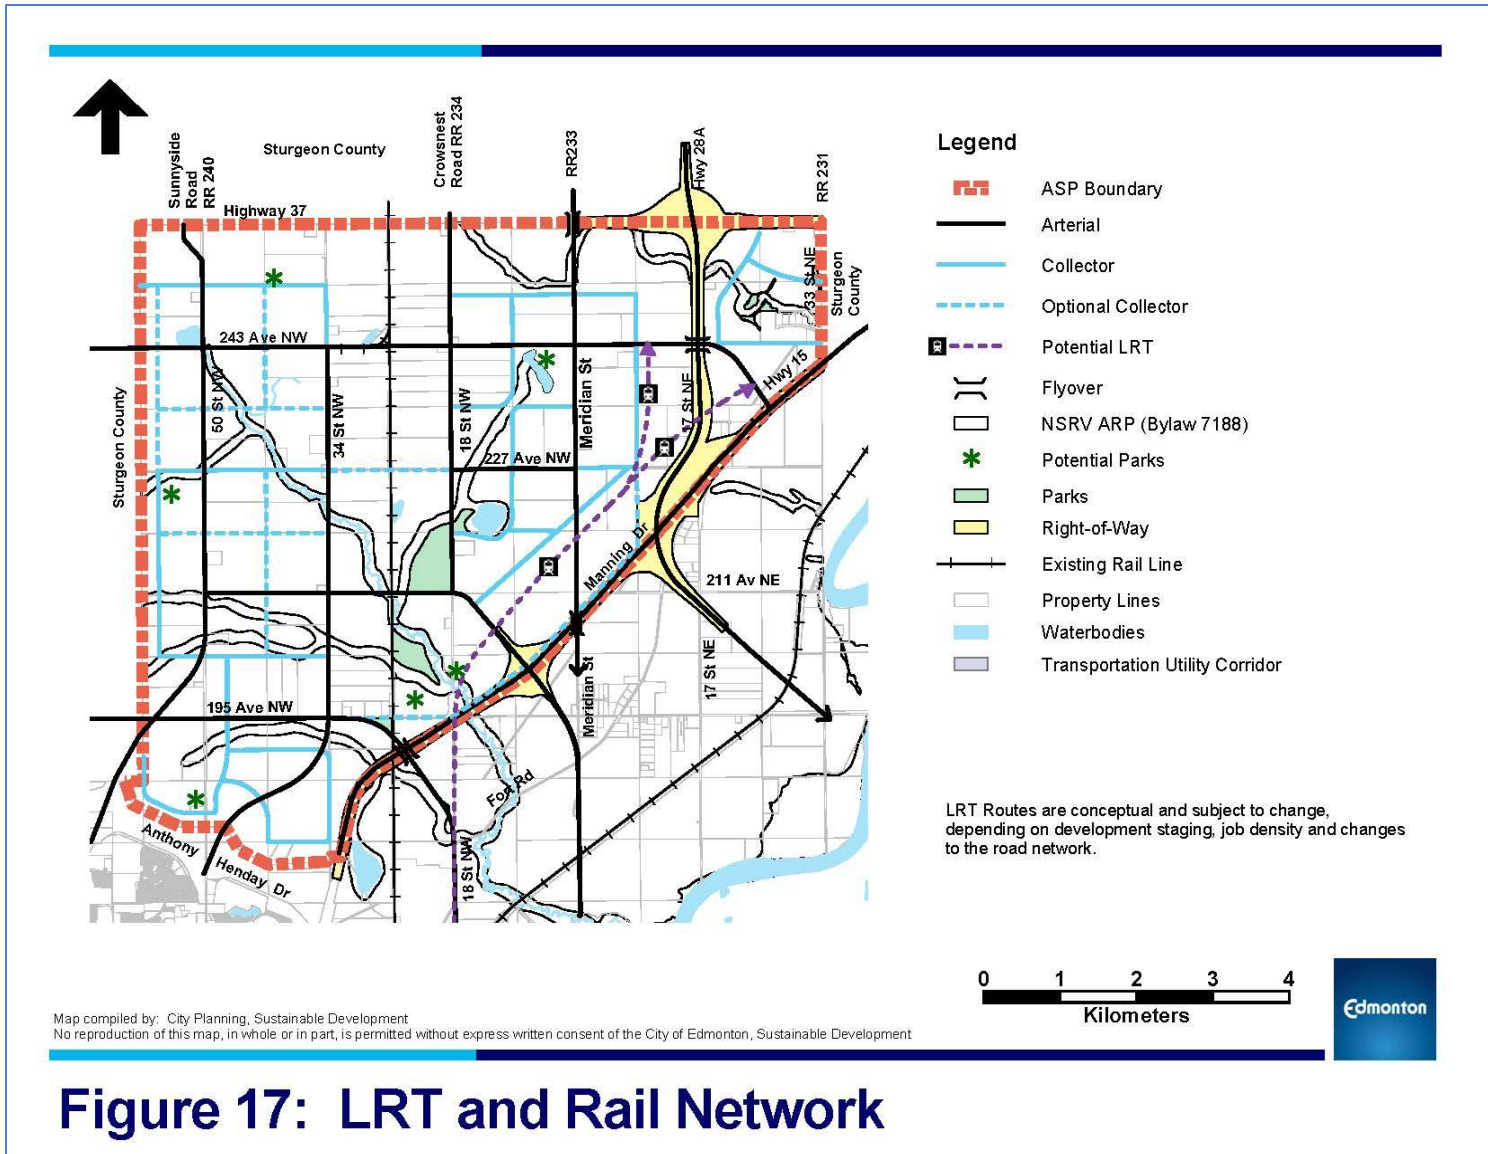 Sunnyside
Road
RR 240
Sturgeon County
Crowsnest
Road RR 234
RR233
Hwy 28A
RR 231
Highway 37
33 St NE
Sturgeon
County
243 Ave NW
50 St NW
34 St NW
18 St NW
Meridian St
17 St NE
Hwy 15
Sturgeon County
227 Ave NW
Manning Dr
211 Av NE
17 St NE
Meridian St
195 Ave NW
Fort Rd
18 St NW
Anthony
Henday Dr
Legend
ASP Boundary
Arterial
Collector
Optional Collector
Potential LRT
Flyover
NSRV ARP (Bylaw 7188)
Potential Parks
Parks
Right-of-Way
Existing Rail Line
Property Lines
Waterbodies
Transportation Utility Corridor
LRT Routes are conceptual and subject to change,
depending on development staging, job density and changes
to the road network.
0 1 2 3 4
Kilometers
Edmonton
Map compiled by: City Planning, Sustainable Development
No reproduction of this map, in whole or in part, is permitted without express written consent of the City of Edmonton, Sustainable Development
Figure 17: LRT and Rail Network